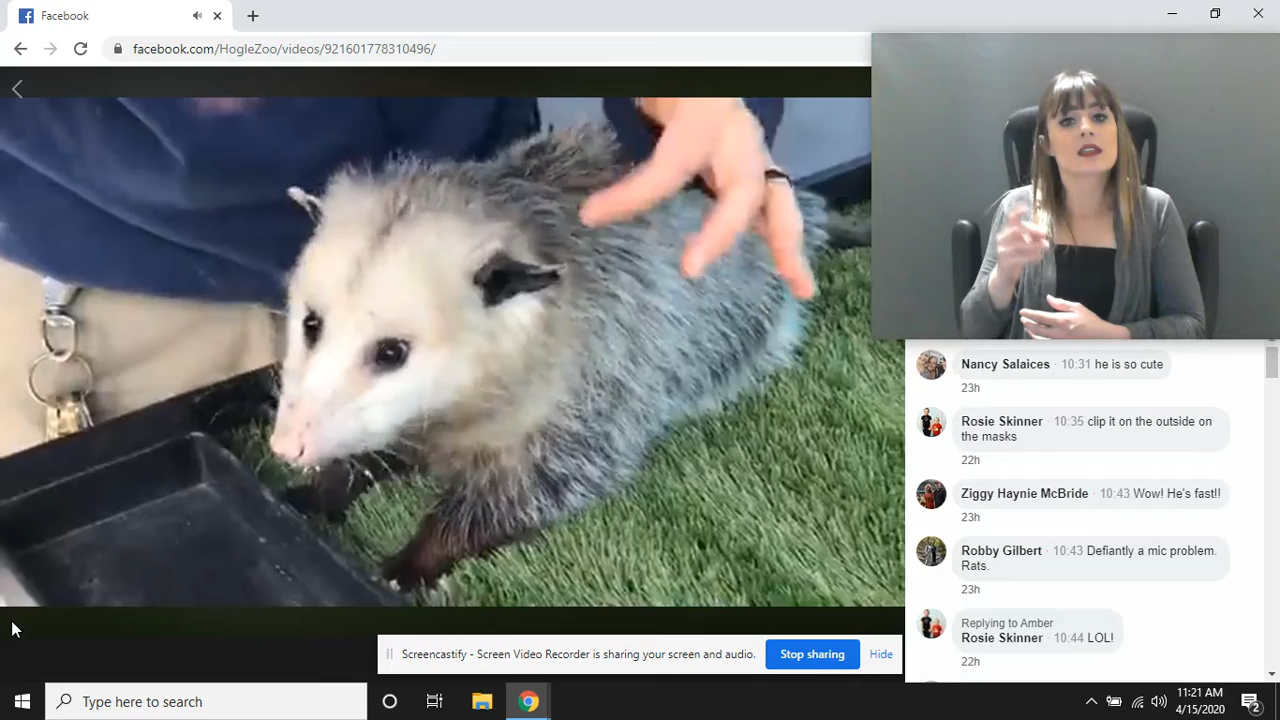 Facebook
facebook.com/HogleZoo/videos/921601778310496/
Nancy Salaices · 10:31 he is so cute
23h
Rosie Skinner · 10:35 clip it on the outside on
the masks
22h
Ziggy Haynie McBride · 10:43 Wow! He's fast!!
23h
Robby Gilbert · 10:43 Defiantly a mic problem.
Rats.
23h
Replying to Amber
Rosie Skinner · 10:44 LOL!
22h
Screencastify - Screen Video Recorder is sharing your screen and audio.
Stop sharing
Hide
Type here to search
11:21 AM
4/15/2020
2